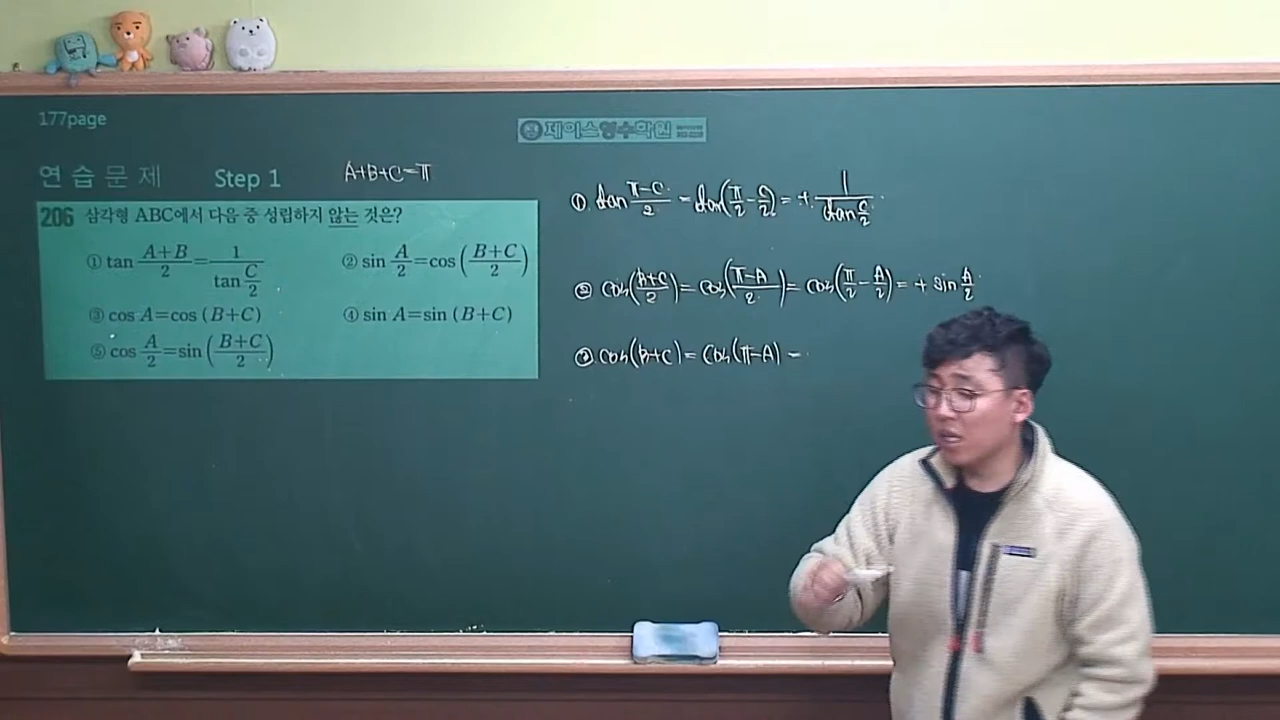 177page
제이스영수학원
연습문제 Step 1
A+B+C=π
206 삼각형 ABC에서 다음 중 성립하지 않는 것은?
① tan (A+B)/2 = 1/(tan C/2)
② sin A/2 = cos((B+C)/2)
③ cos A=cos (B+C)
④ sin A=sin (B+C)
⑤ cos A/2 = sin((B+C)/2)
①. tan (π-C)/2 = tan(π/2 - C/2) = + 1/(tan C/2)
② cos((B+C)/2) = cos((π-A)/2) = cos(π/2 - A/2) = + sin A/2
③ cos(B+C) = cos(π-A) =